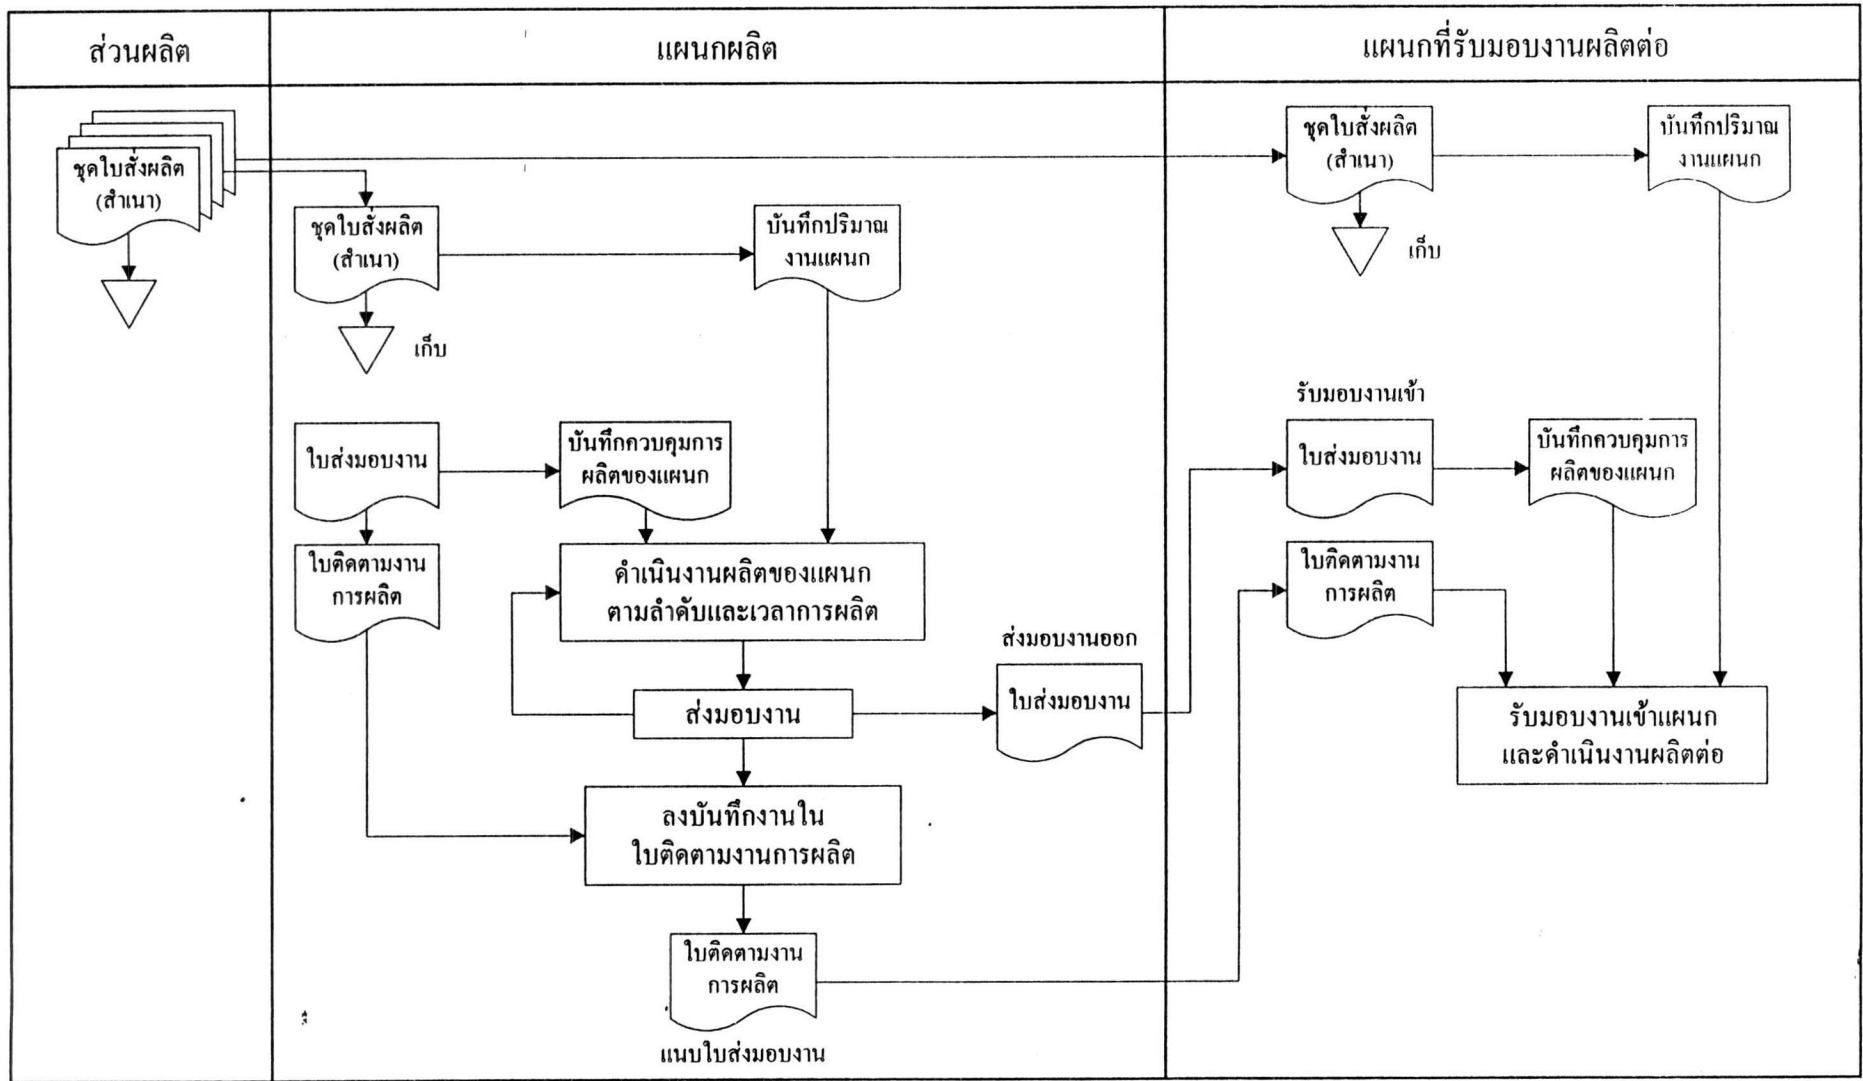 ส่วนผลิต
แผนกผลิต
แผนกที่รับมอบงานผลิตต่อ
ชุดใบสั่งผลิต
(สำเนา)
ชุดใบสั่งผลิต
(สำเนา)
เก็บ
บันทึกปริมาณ
งานแผนก
ใบส่งมอบงาน
บันทึกควบคุมการ
ผลิตของแผนก
ใบติดตามงาน
การผลิต
ดำเนินงานผลิตของแผนก
ตามลำดับและเวลาการผลิต
ส่งมอบงาน
ส่งมอบงานออก
ใบส่งมอบงาน
ลงบันทึกงานใน
ใบติดตามงานการผลิต
ใบติดตามงาน
การผลิต
แนบใบส่งมอบงาน
ชุดใบสั่งผลิต
(สำเนา)
เก็บ
บันทึกปริมาณ
งานแผนก
รับมอบงานเข้า
ใบส่งมอบงาน
บันทึกควบคุมการ
ผลิตของแผนก
ใบติดตามงาน
การผลิต
รับมอบงานเข้าแผนก
และดำเนินงานผลิตต่อ